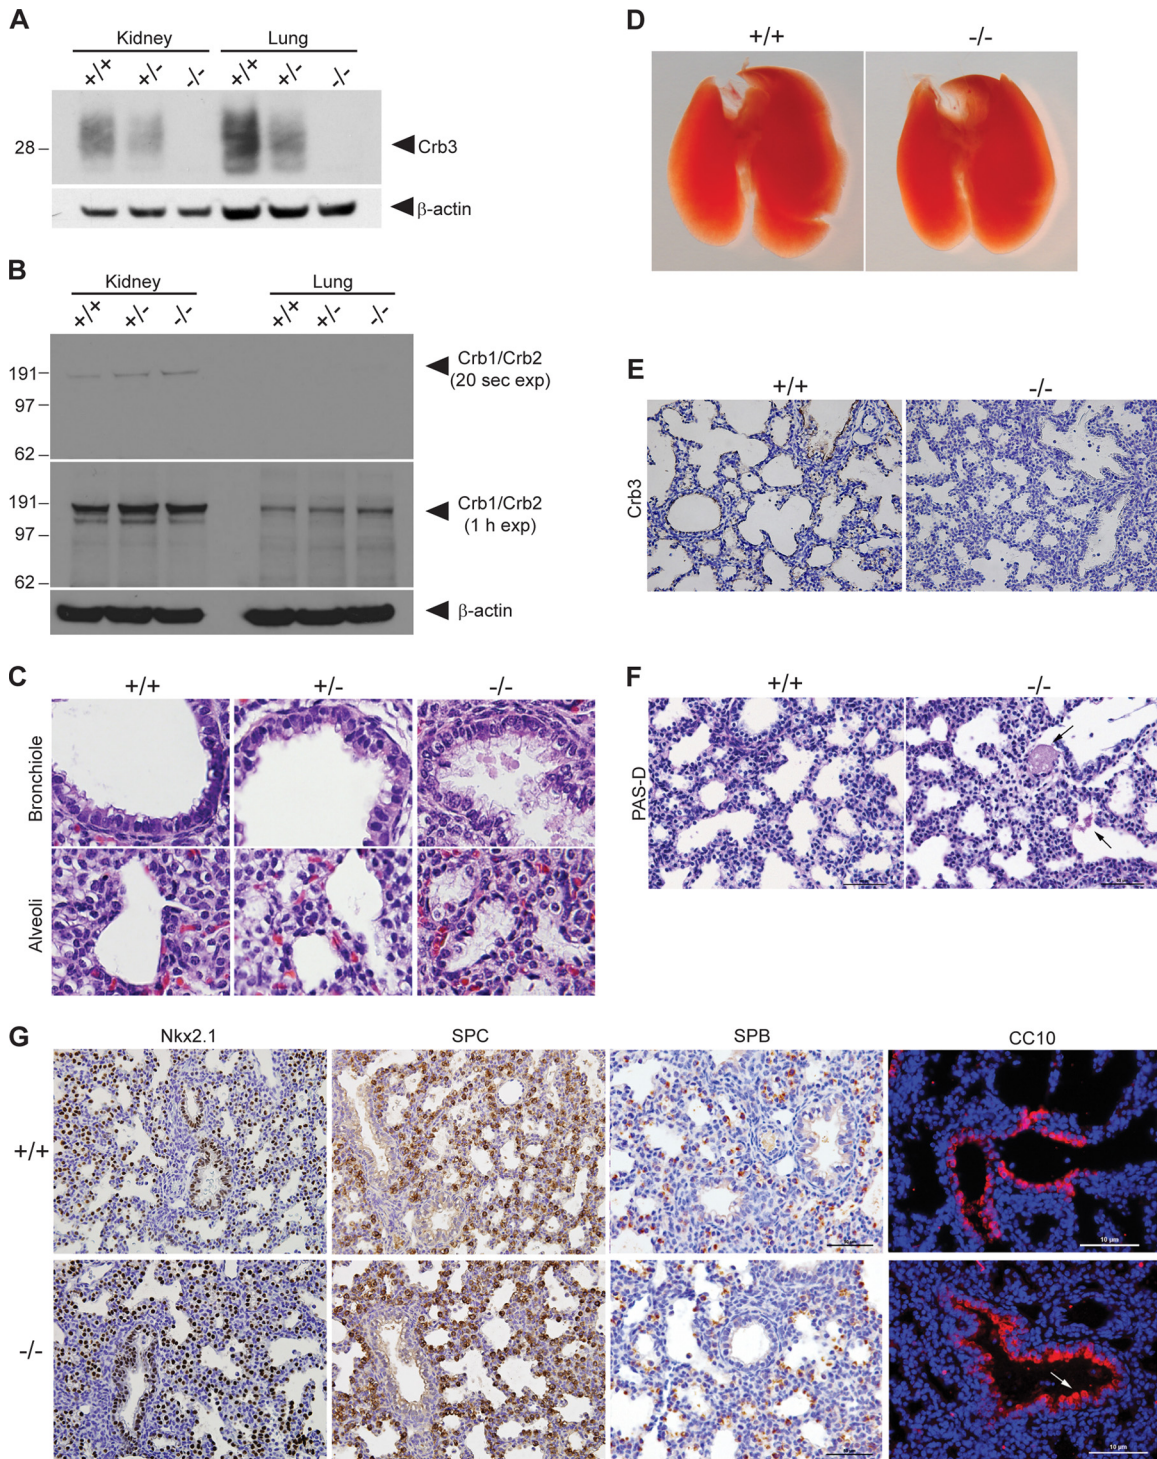 A
Kidney Lung
+/+ +/- -/- +/+ +/- -/-
28
Crb3
β-actin
B
Kidney Lung
+/+ +/- -/- +/+ +/- -/-
191
97
62
Crb1/Crb2
(20 sec exp)
191
97
62
Crb1/Crb2
(1 h exp)
β-actin
C
+/+ +/- -/-
Bronchiole
Alveoli
D
+/+ -/-
E
+/+ -/-
Crb3
F
+/+ -/-
PAS-D
G
Nkx2.1 SPC SPB CC10
+/+
10 µm
-/-
10 µm